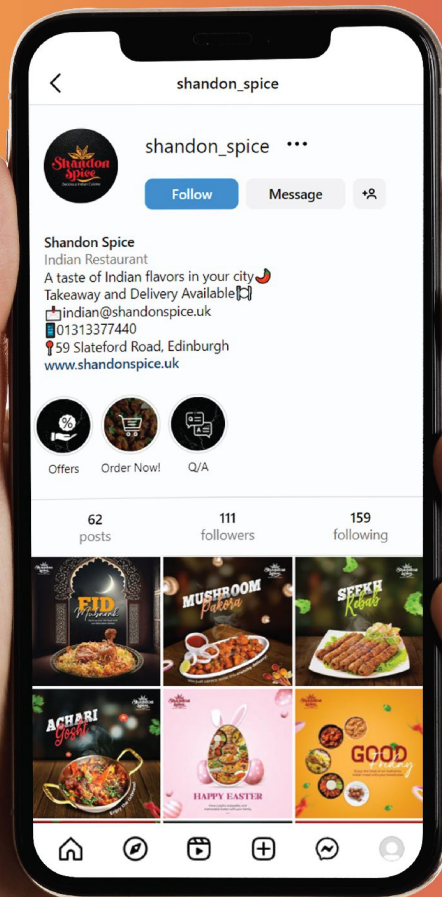 shandon_spice
Shandon
Spice
shandon_spice
Follow
Message
Shandon Spice
Indian Restaurant
A taste of Indian flavors in your city
Takeaway and Delivery Available
indian@shandonspice.uk
01313377440
59 Slateford Road, Edinburgh
www.shandonspice.uk
Q=
A=
Offers
Order Now!
Q/A
62
posts
111
followers
159
following
EID
Mubarak
MUSHROOM
Pakora
SEEKH
Kebab
ACHARI
Gosht
HAPPY EASTER
GOOD
Friday